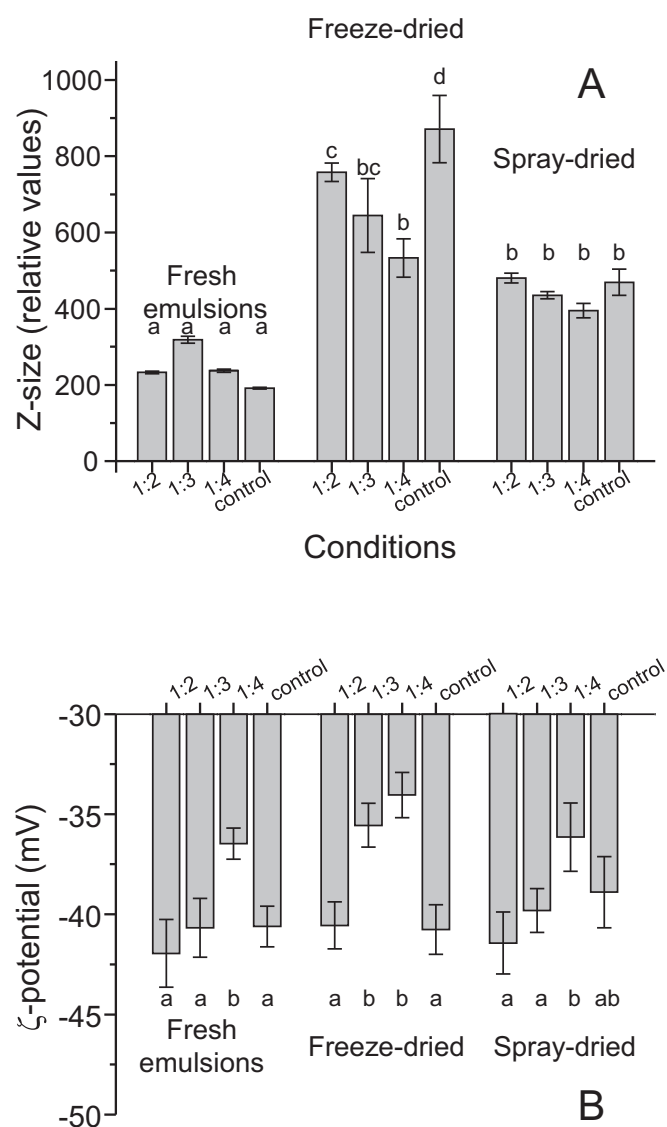 Freeze-dried
A
Spray-dried
Fresh
emulsions
Z-size (relative values)
1000
800
600
400
200
0
a a a a
c bc b d
b b b b
1:2 1:3 1:4 control
1:2 1:3 1:4 control
1:2 1:3 1:4 control
Conditions
1:2 1:3 1:4 control
1:2 1:3 1:4 control
1:2 1:3 1:4 control
ζ-potential (mV)
-30
-35
-40
-45
-50
a a b a
a b b a
a a b ab
Fresh
emulsions
Freeze-dried
Spray-dried
B